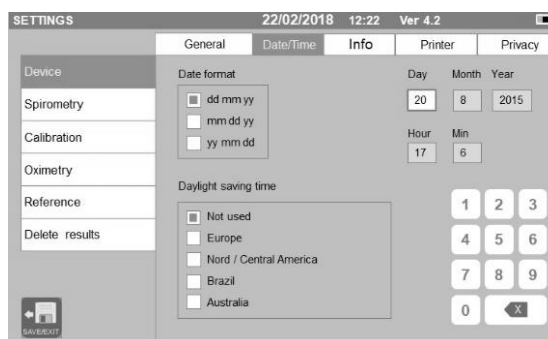 SETTINGS 22/02/2018 12:22 Ver 4.2
General Date/Time Info Printer Privacy
Device
Spirometry
Calibration
Oximetry
Reference
Delete results
Date format
dd mm yy
mm dd yy
yy mm dd
Day Month Year
20 8 2015
Hour Min
17 6
Daylight saving time
Not used
Europe
Nord / Central America
Brazil
Australia
1 2 3
4 5 6
7 8 9
0 X
SAVE/EXIT